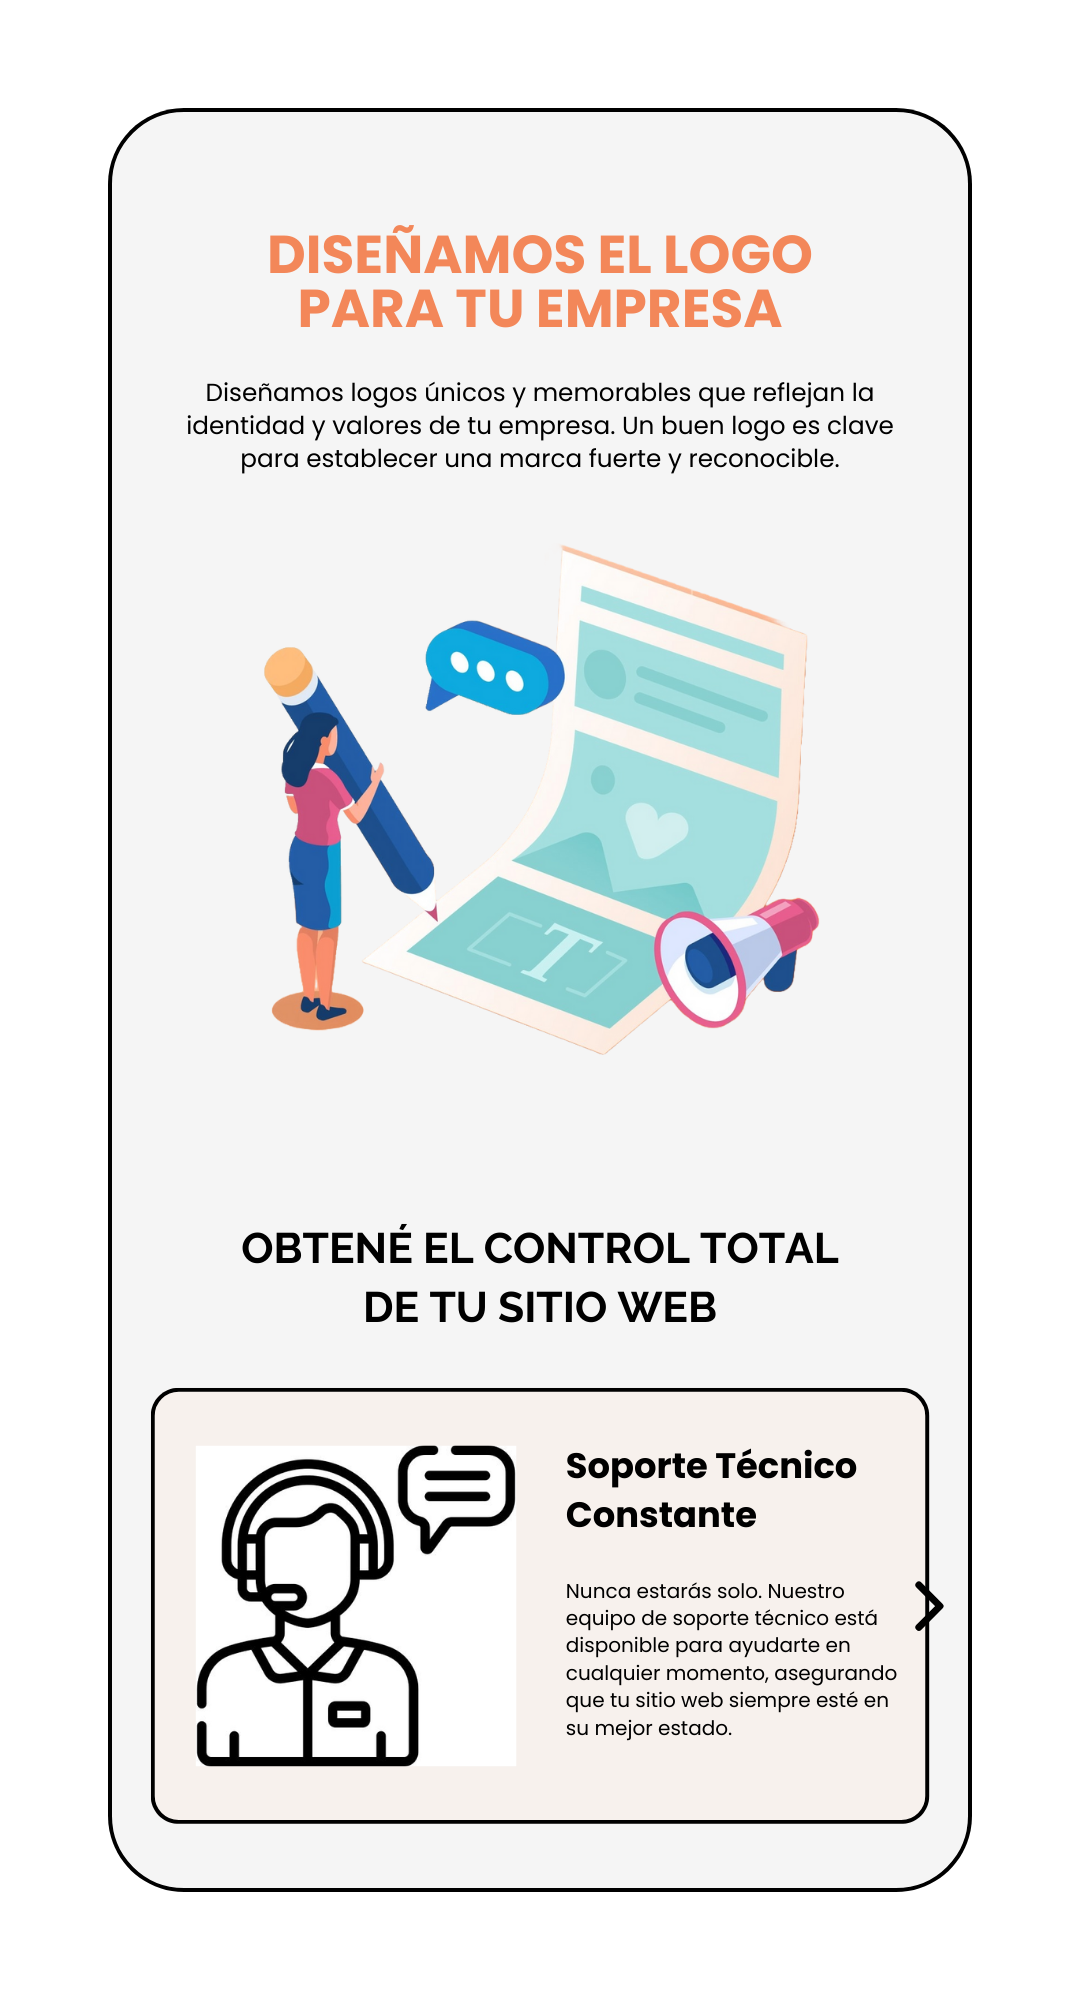 DISEÑAMOS EL LOGO
PARA TU EMPRESA
Diseñamos logos únicos y memorables que reflejan la
identidad y valores de tu empresa. Un buen logo es clave
para establecer una marca fuerte y reconocible.
T
OBTENÉ EL CONTROL TOTAL
DE TU SITIO WEB
Soporte Técnico
Constante
Nunca estarás solo. Nuestro
equipo de soporte técnico está
disponible para ayudarte en
cualquier momento, asegurando
que tu sitio web siempre esté en
su mejor estado.